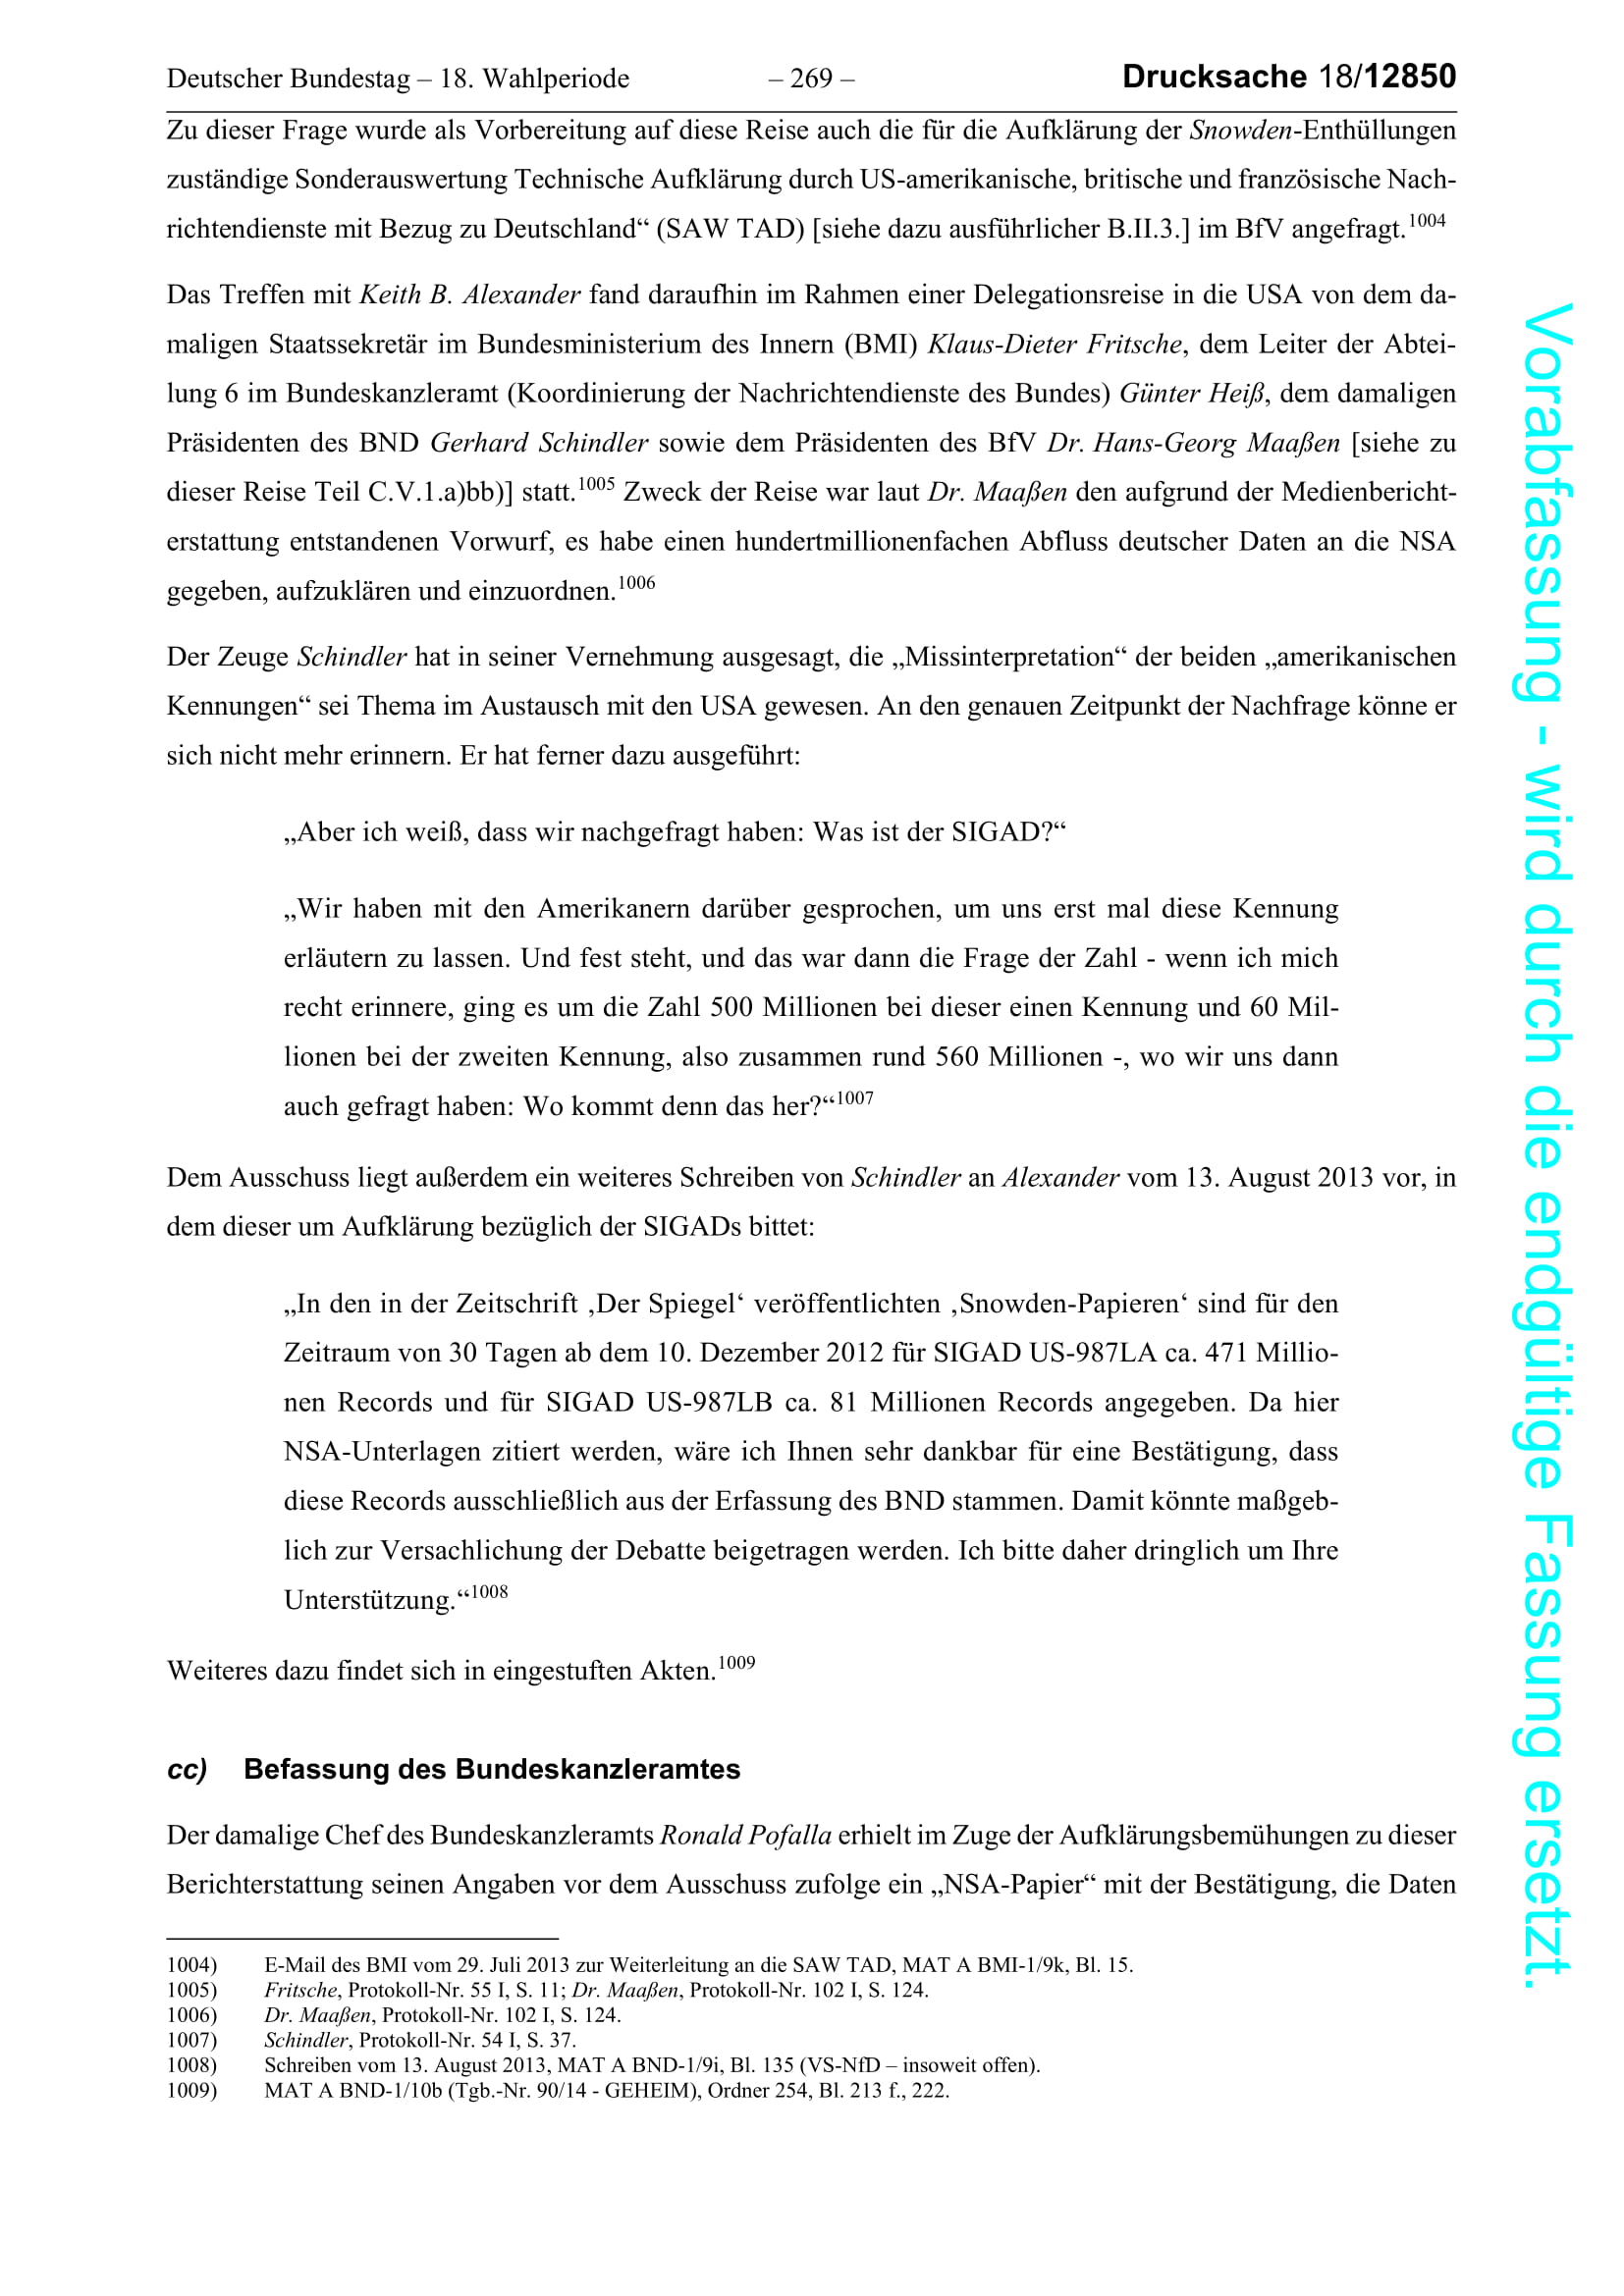 Deutscher Bundestag – 18. Wahlperiode – 269 – Drucksache 18/12850
Zu dieser Frage wurde als Vorbereitung auf diese Reise auch die für die Aufklärung der Snowden-Enthüllungen
zuständige Sonderauswertung Technische Aufklärung durch US-amerikanische, britische und französische Nach-
richtendienste mit Bezug zu Deutschland“ (SAW TAD) [siehe dazu ausführlicher B.II.3.] im BfV angefragt.1004
Das Treffen mit Keith B. Alexander fand daraufhin im Rahmen einer Delegationsreise in die USA von dem da-
maligen Staatssekretär im Bundesministerium des Innern (BMI) Klaus-Dieter Fritsche, dem Leiter der Abtei-
lung 6 im Bundeskanzleramt (Koordinierung der Nachrichtendienste des Bundes) Günter Heiß, dem damaligen
Präsidenten des BND Gerhard Schindler sowie dem Präsidenten des BfV Dr. Hans-Georg Maaßen [siehe zu
dieser Reise Teil C.V.1.a)bb)] statt.1005 Zweck der Reise war laut Dr. Maaßen den aufgrund der Medienbericht-
erstattung entstandenen Vorwurf, es habe einen hundertmillionenfachen Abfluss deutscher Daten an die NSA
gegeben, aufzuklären und einzuordnen.1006
Der Zeuge Schindler hat in seiner Vernehmung ausgesagt, die „Missinterpretation“ der beiden „amerikanischen
Kennungen“ sei Thema im Austausch mit den USA gewesen. An den genauen Zeitpunkt der Nachfrage könne er
sich nicht mehr erinnern. Er hat ferner dazu ausgeführt:
„Aber ich weiß, dass wir nachgefragt haben: Was ist der SIGAD?“
„Wir haben mit den Amerikanern darüber gesprochen, um uns erst mal diese Kennung
erläutern zu lassen. Und fest steht, und das war dann die Frage der Zahl - wenn ich mich
recht erinnere, ging es um die Zahl 500 Millionen bei dieser einen Kennung und 60 Mil-
lionen bei der zweiten Kennung, also zusammen rund 560 Millionen -, wo wir uns dann
auch gefragt haben: Wo kommt denn das her?“1007
Dem Ausschuss liegt außerdem ein weiteres Schreiben von Schindler an Alexander vom 13. August 2013 vor, in
dem dieser um Aufklärung bezüglich der SIGADs bittet:
„In den in der Zeitschrift ‚Der Spiegel‘ veröffentlichten ‚Snowden-Papieren‘ sind für den
Zeitraum von 30 Tagen ab dem 10. Dezember 2012 für SIGAD US-987LA ca. 471 Millio-
nen Records und für SIGAD US-987LB ca. 81 Millionen Records angegeben. Da hier
NSA-Unterlagen zitiert werden, wäre ich Ihnen sehr dankbar für eine Bestätigung, dass
diese Records ausschließlich aus der Erfassung des BND stammen. Damit könnte maßgeb-
lich zur Versachlichung der Debatte beigetragen werden. Ich bitte daher dringlich um Ihre
Unterstützung.“1008
Weiteres dazu findet sich in eingestuften Akten.1009
cc) Befassung des Bundeskanzleramtes
Der damalige Chef des Bundeskanzleramts Ronald Pofalla erhielt im Zuge der Aufklärungsbemühungen zu dieser
Berichterstattung seinen Angaben vor dem Ausschuss zufolge ein „NSA-Papier“ mit der Bestätigung, die Daten
1004) E-Mail des BMI vom 29. Juli 2013 zur Weiterleitung an die SAW TAD, MAT A BMI-1/9k, Bl. 15.
1005) Fritsche, Protokoll-Nr. 55 I, S. 11; Dr. Maaßen, Protokoll-Nr. 102 I, S. 124.
1006) Dr. Maaßen, Protokoll-Nr. 102 I, S. 124.
1007) Schindler, Protokoll-Nr. 54 I, S. 37.
1008) Schreiben vom 13. August 2013, MAT A BND-1/9i, Bl. 135 (VS-NfD – insoweit offen).
1009) MAT A BND-1/10b (Tgb.-Nr. 90/14 - GEHEIM), Ordner 254, Bl. 213 f., 222.
Vorabfassung - wird durch die endgültige Fassung ersetzt.